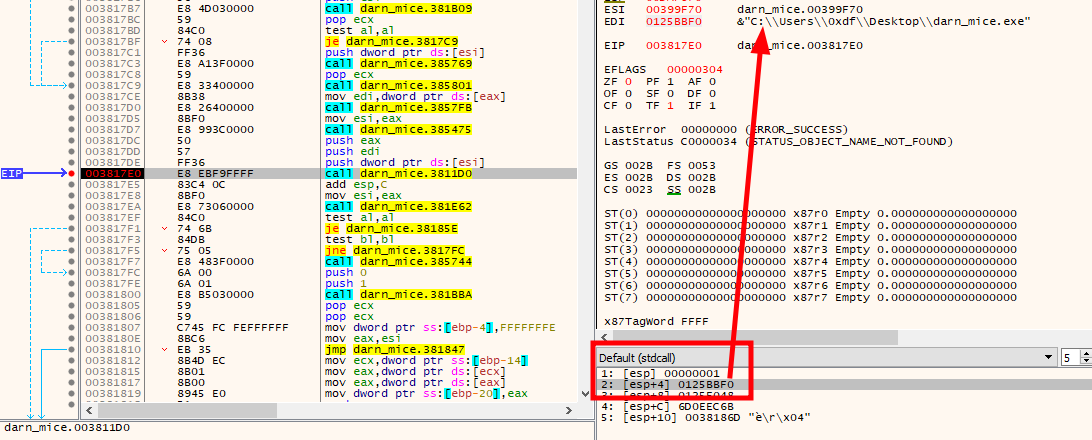 003817B7 E8 4D030000 call darn_mice.381B09
003817BC 59 pop ecx
003817BD 84C0 test al,al
003817BF 74 08 je darn_mice.3817C9
003817C1 FF36 push dword ptr ds:[esi]
003817C3 E8 A13F0000 call darn_mice.385769
003817C8 59 pop ecx
003817C9 E8 33400000 call darn_mice.385801
003817CE 8B38 mov edi,dword ptr ds:[eax]
003817D0 E8 26400000 call darn_mice.3857FB
003817D5 8BF0 mov esi,eax
003817D7 E8 993C0000 call darn_mice.385475
003817DC 50 push eax
003817DD 57 push edi
003817DE FF36 push dword ptr ds:[esi]
EIP 003817E0 E8 EBF9FFFF call darn_mice.3811D0
003817E5 83C4 0C add esp,C
003817E8 8BF0 mov esi,eax
003817EA E8 73060000 call darn_mice.381E62
003817EF 84C0 test al,al
003817F1 74 6B je darn_mice.38185E
003817F3 84DB test bl,bl
003817F5 75 05 jne darn_mice.3817FC
003817F7 E8 483F0000 call darn_mice.385744
003817FC 6A 00 push 0
003817FE 6A 01 push 1
00381800 E8 B5030000 call darn_mice.381BBA
00381805 59 pop ecx
00381806 59 pop ecx
00381807 C745 FC FEFFFFFF mov dword ptr ss:[ebp-4],FFFFFFFE
0038180E 8BC6 mov eax,esi
00381810 EB 35 jmp darn_mice.381847
00381812 8B4D EC mov ecx,dword ptr ss:[ebp-14]
00381815 8B01 mov eax,dword ptr ds:[ecx]
00381817 8B00 mov eax,dword ptr ds:[eax]
00381819 8945 E0 mov dword ptr ss:[ebp-20],eax
darn_mice.003811D0
ESI 00399F70 darn_mice.00399F70
EDI 0125BBF0 &"C:\\Users\\0xdf\\Desktop\\darn_mice.exe"
EIP 003817E0 darn_mice.003817E0
EFLAGS 00000304
ZF 0 PF 1 AF 0
OF 0 SF 0 DF 0
CF 0 TF 1 IF 1
LastError 00000000 (ERROR_SUCCESS)
LastStatus C0000034 (STATUS_OBJECT_NAME_NOT_FOUND)
GS 002B FS 0053
ES 002B DS 002B
CS 0023 SS 002B
ST(0) 00000000000000000000 x87r0 Empty 0.000000000000000000
ST(1) 00000000000000000000 x87r1 Empty 0.000000000000000000
ST(2) 00000000000000000000 x87r2 Empty 0.000000000000000000
ST(3) 00000000000000000000 x87r3 Empty 0.000000000000000000
ST(4) 00000000000000000000 x87r4 Empty 0.000000000000000000
ST(5) 00000000000000000000 x87r5 Empty 0.000000000000000000
ST(6) 00000000000000000000 x87r6 Empty 0.000000000000000000
ST(7) 00000000000000000000 x87r7 Empty 0.000000000000000000
x87TagWord FFFF
Default (stdcall) 5
1: [esp] 00000001
2: [esp+4] 0125BBF0
3: [esp+8]
4: [esp+C] 6D0EEC6B
5: [esp+10] 0038186D "è\r\x04"